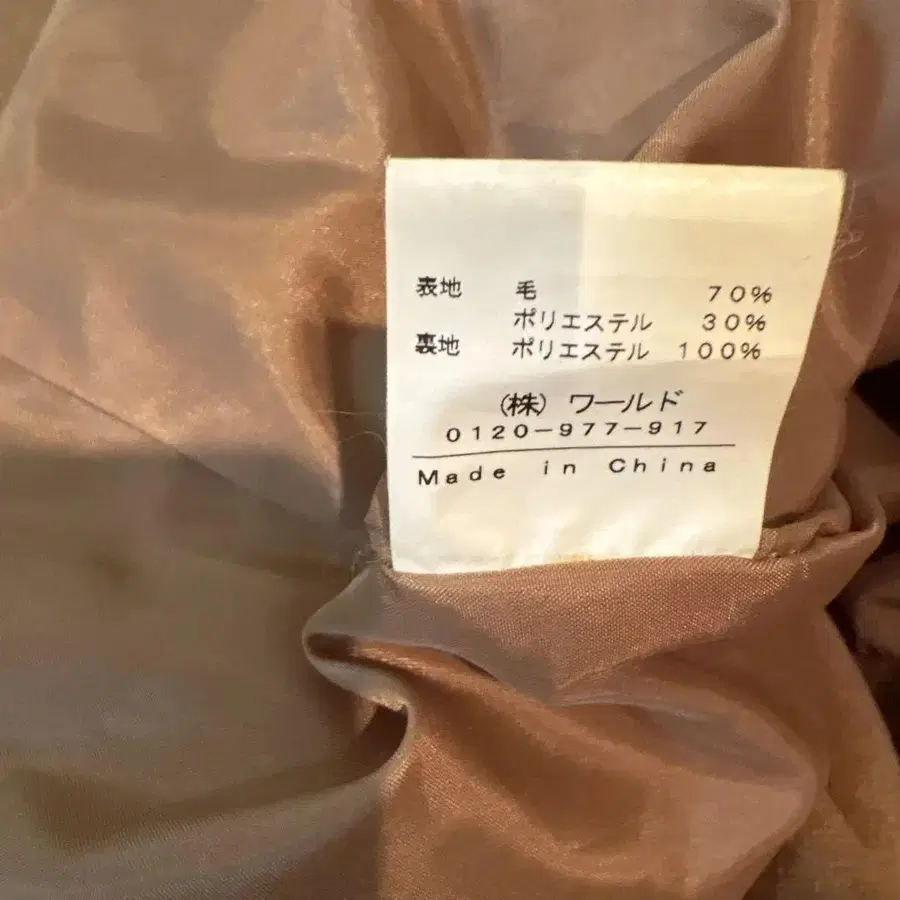 表地 毛 70%
ポリエステル 30%
裏地 ポリエステル 100%
(株) ワールド
0120-977-917
Made in China